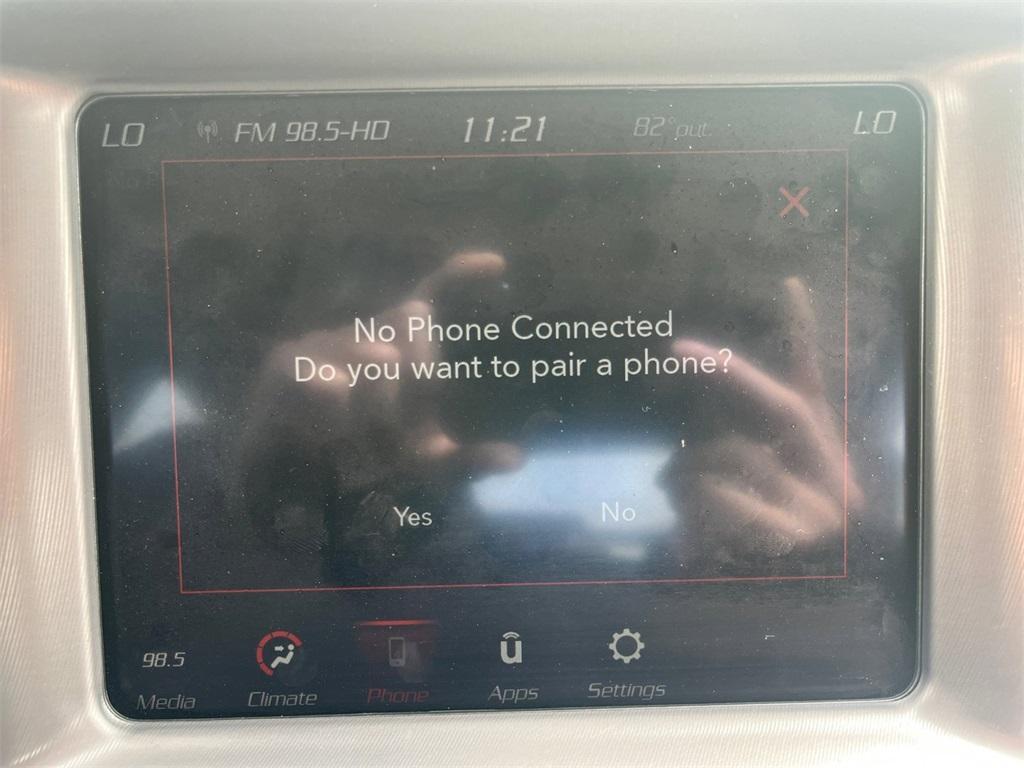 LO FM 98.5-HD 11:21 82° out. LO
No Phone Connected
Do you want to pair a phone?
Yes No
98.5
Media Climate Phone Apps Settings